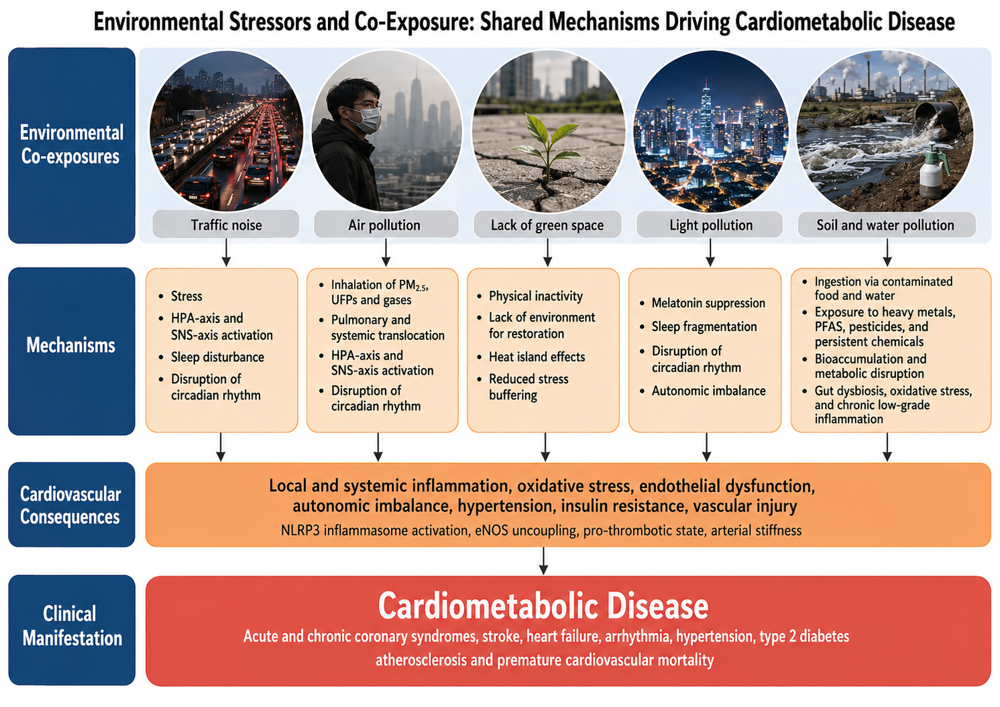 Environmental Stressors and Co-Exposure: Shared Mechanisms Driving Cardiometabolic Disease
Environmental
Co-exposures
Traffic noise
Air pollution
Lack of green space
Light pollution
Soil and water pollution
Mechanisms
• Stress
• HPA-axis and
SNS-axis activation
• Sleep disturbance
• Disruption of
circadian rhythm
• Inhalation of PM2.5,
UFPs and gases
• Pulmonary and
systemic translocation
• HPA-axis and
SNS-axis activation
• Disruption of
circadian rhythm
• Physical inactivity
• Lack of environment
for restoration
• Heat island effects
• Reduced stress
buffering
• Melatonin suppression
• Sleep fragmentation
• Disruption of
circadian rhythm
• Autonomic imbalance
• Ingestion via contaminated
food and water
• Exposure to heavy metals,
PFAS, pesticides, and
persistent chemicals
• Bioaccumulation and
metabolic disruption
• Gut dysbiosis, oxidative stress,
and chronic low-grade
inflammation
Cardiovascular
Consequences
Local and systemic inflammation, oxidative stress, endothelial dysfunction,
autonomic imbalance, hypertension, insulin resistance, vascular injury
NLRP3 inflammasome activation, eNOS uncoupling, pro-thrombotic state, arterial stiffness
Clinical
Manifestation
Cardiometabolic Disease
Acute and chronic coronary syndromes, stroke, heart failure, arrhythmia, hypertension, type 2 diabetes
atherosclerosis and premature cardiovascular mortality